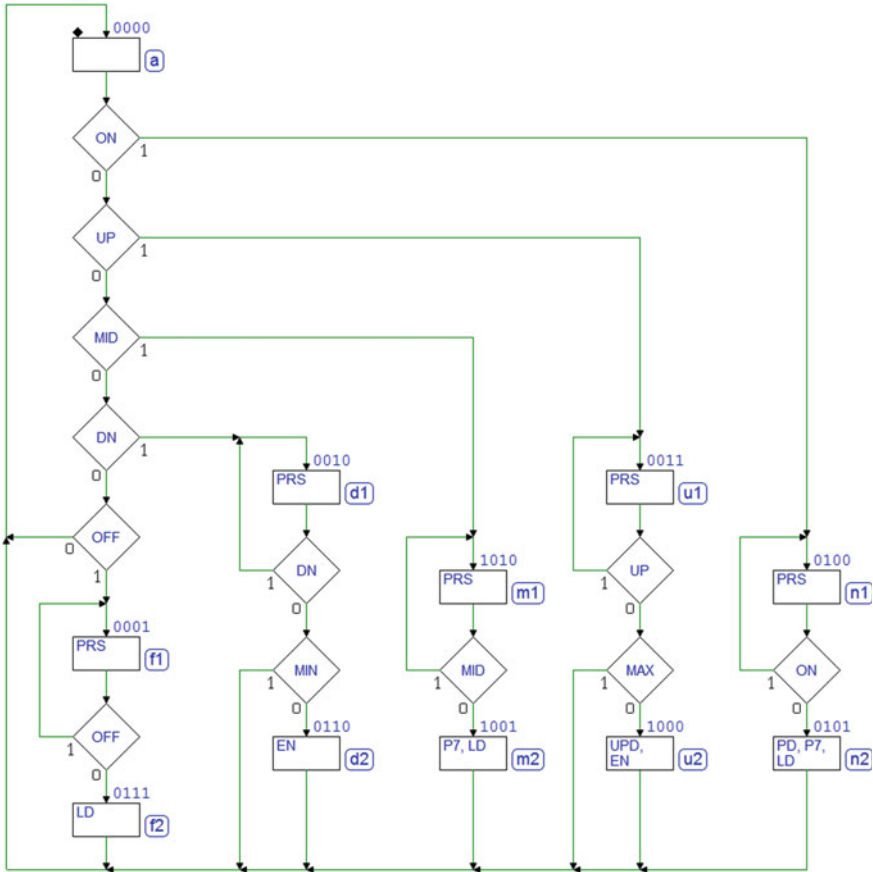 0000
a
ON
1
0
UP
1
0
MID
1
0
DN
1
0
0010
PRS
d1
0011
PRS
u1
OFF
0
1
DN
1
0
1010
PRS
m1
UP
1
0
0100
PRS
n1
0001
PRS
f1
MIN
1
0
MID
1
0
MAX
1
0
ON
1
0
OFF
1
0
0110
EN
d2
1001
P7, LD
m2
1000
UPD,
EN
u2
0101
PD, P7,
LD
n2
0111
LD
f2